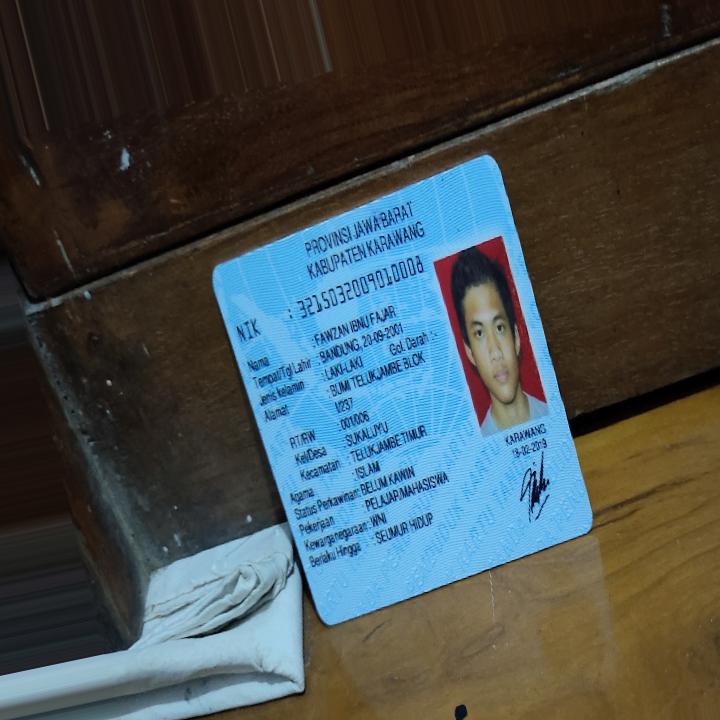 PROVINSI JAWA BARAT
KABUPATEN KARAWANG
NIK : 3215032009010008
Nama : FAWZAN IBNU FAJAR
Tempat/Tgl Lahir : BANDUNG, 20-09-2001
Jenis kelamin : LAKI-LAKI Gol. Darah : -
Alamat : BUMI TELUKJAMBE BLOK
I/237
RT/RW : 001/006
Kel/Desa : SUKALUYU
Kecamatan : TELUKJAMBE TIMUR
Agama : ISLAM
Status Perkawinan: BELUM KAWIN
Pekerjaan : PELAJAR/MAHASISWA
Kewarganegaraan: WNI
Berlaku Hingga : SEUMUR HIDUP
KARAWANG
18-02-2019